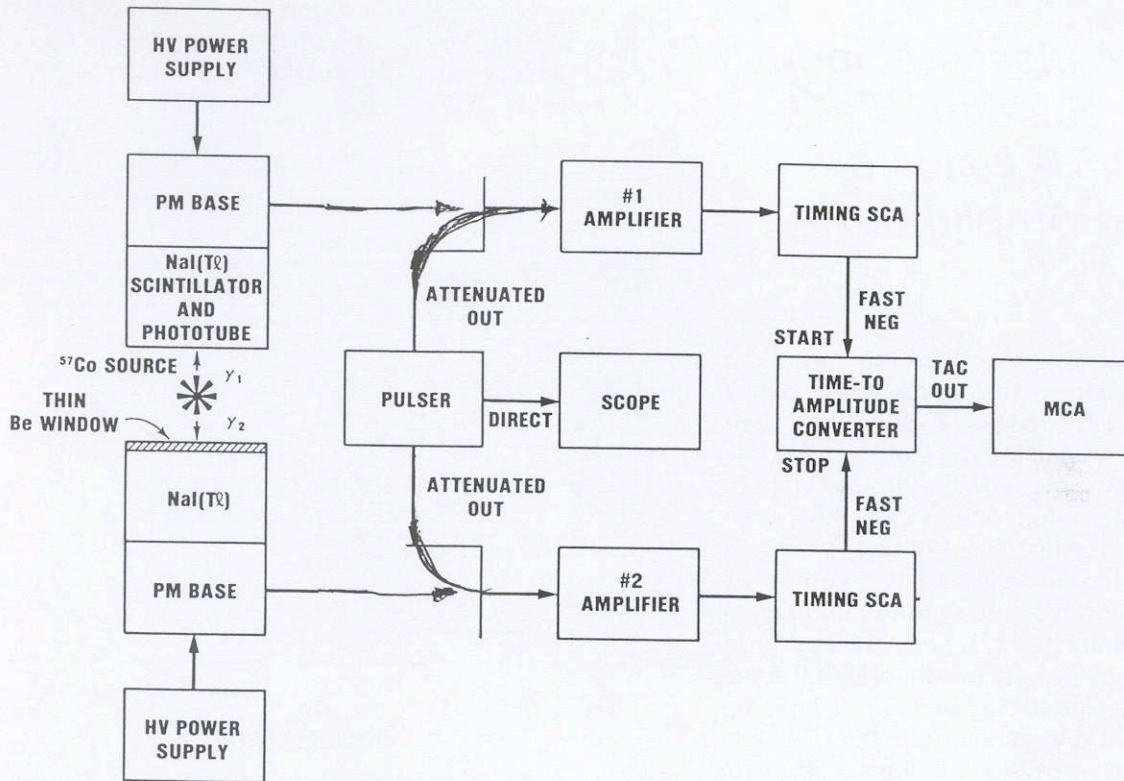 HV POWER
SUPPLY
PM BASE
NaI(Tℓ)
SCINTILLATOR
AND
PHOTOTUBE
⁵⁷Co SOURCE
γ₁
THIN
Be WINDOW
γ₂
NaI(Tℓ)
PM BASE
HV POWER
SUPPLY
ATTENUATED
OUT
PULSER
DIRECT
SCOPE
ATTENUATED
OUT
#1
AMPLIFIER
TIMING SCA
FAST
NEG
START
TIME-TO
AMPLITUDE
CONVERTER
TAC
OUT
MCA
STOP
FAST
NEG
#2
AMPLIFIER
TIMING SCA